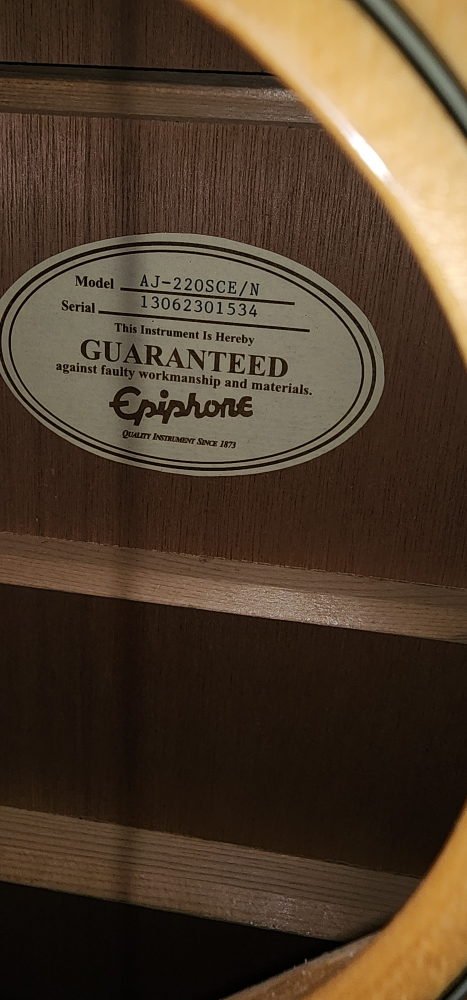 Model AJ-220SCE/N
Serial 13062301534
This Instrument Is Hereby
GUARANTEED
against faulty workmanship and materials.
Epiphone
Quality Instrument Since 1873